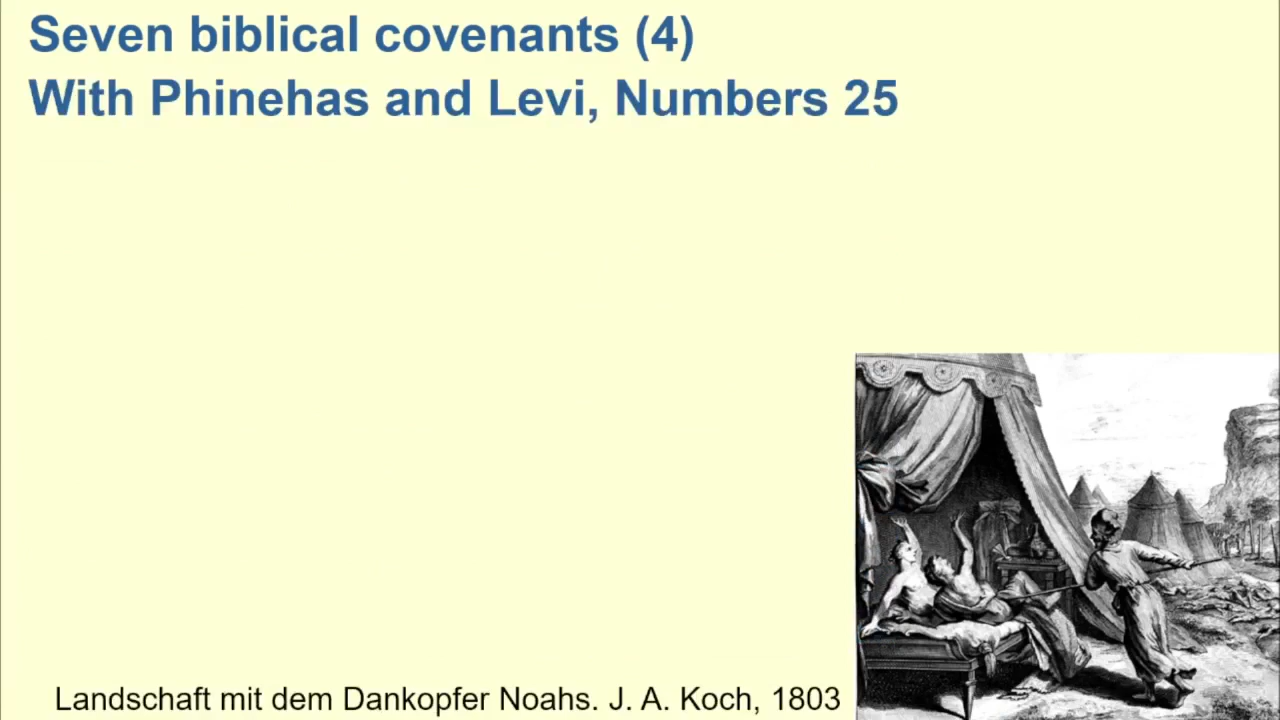 Seven biblical covenants (4)
With Phinehas and Levi, Numbers 25
Landschaft mit dem Dankopfer Noahs. J. A. Koch, 1803